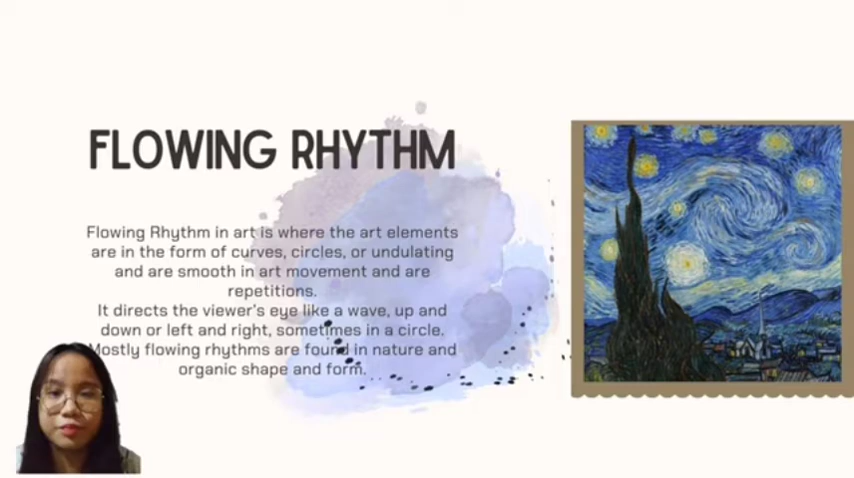 FLOWING RHYTHM
Flowing Rhythm in art is where the art elements
are in the form of curves, circles, or undulating
and are smooth in art movement and are
repetitions.
It directs the viewer's eye like a wave, up and
down or left and right, sometimes in a circle.
Mostly flowing rhythms are found in nature and
organic shape and form.